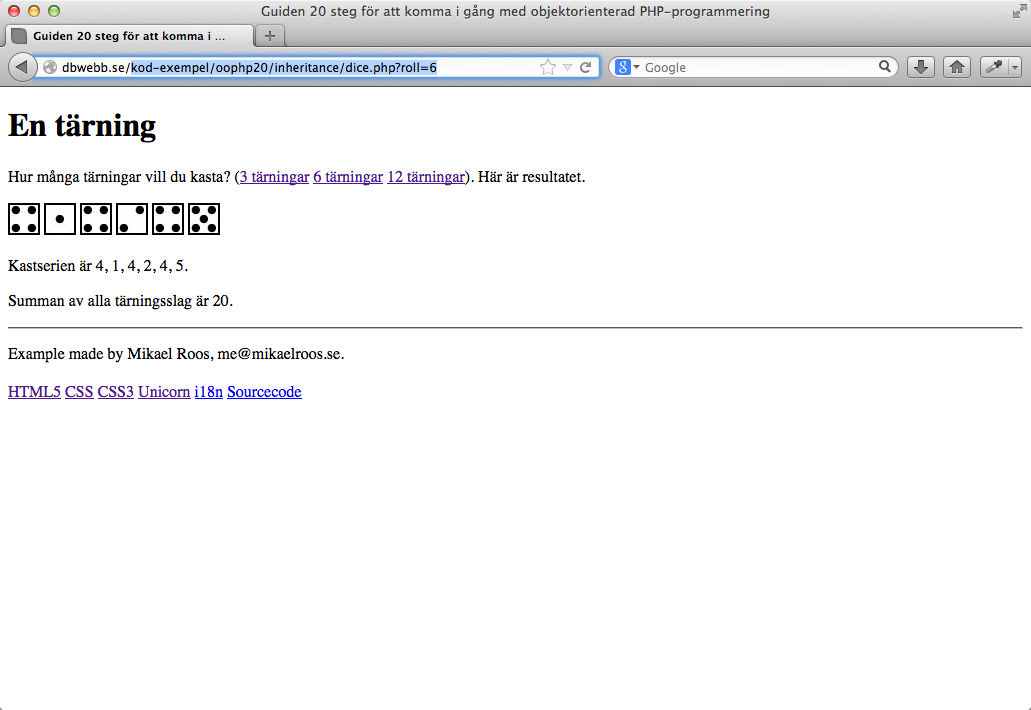 Guiden 20 steg för att komma i gång med objektorienterad PHP-programmering
Guiden 20 steg för att komma i ...
dbwebb.se/kod-exempel/oophp20/inheritance/dice.php?roll=6
8 Google
En tärning
Hur många tärningar vill du kasta? (3 tärningar 6 tärningar 12 tärningar). Här är resultatet.
Kastserien är 4, 1, 4, 2, 4, 5.
Summan av alla tärningsslag är 20.
Example made by Mikael Roos, me@mikaelroos.se.
HTML5 CSS CSS3 Unicorn i18n Sourcecode